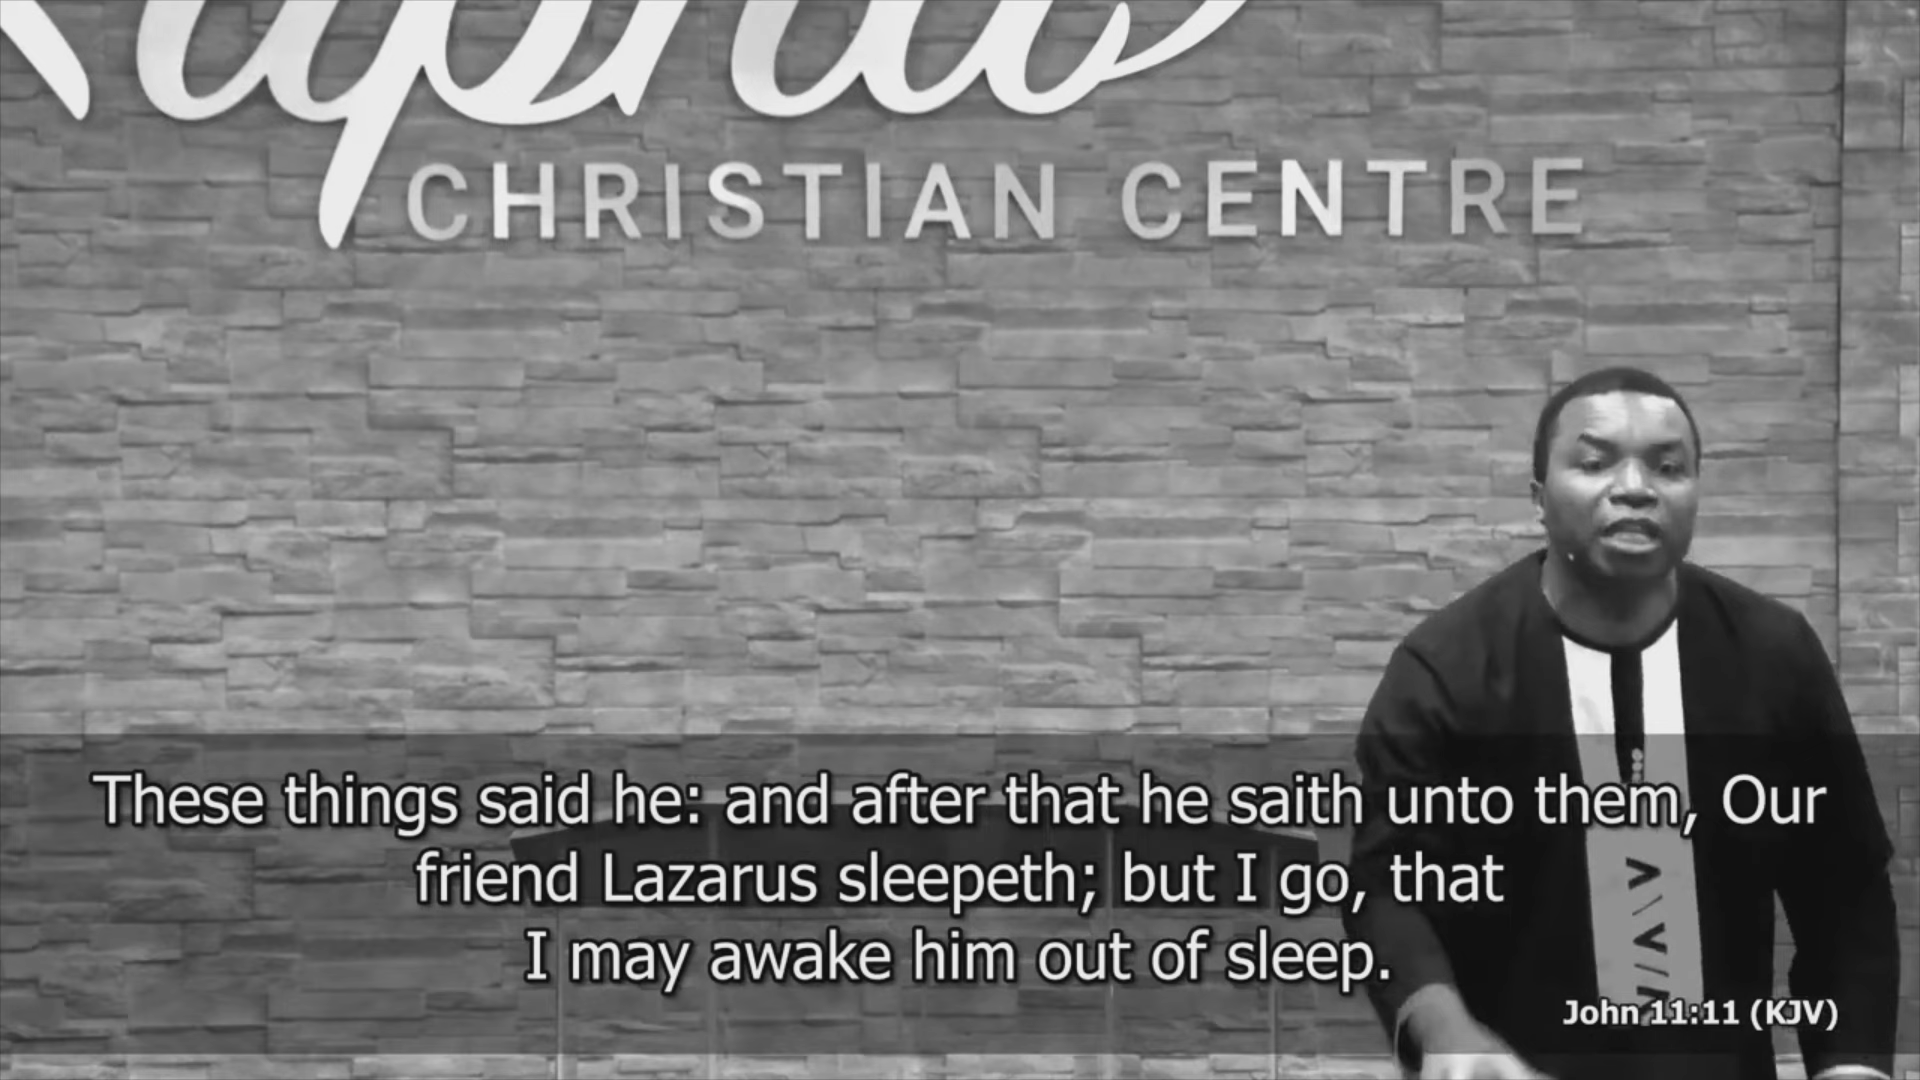 CHRISTIAN CENTRE
These things said he: and after that he saith unto them, Our
friend Lazarus sleepeth; but I go, that
I may awake him out of sleep.
John 11:11 (KJV)